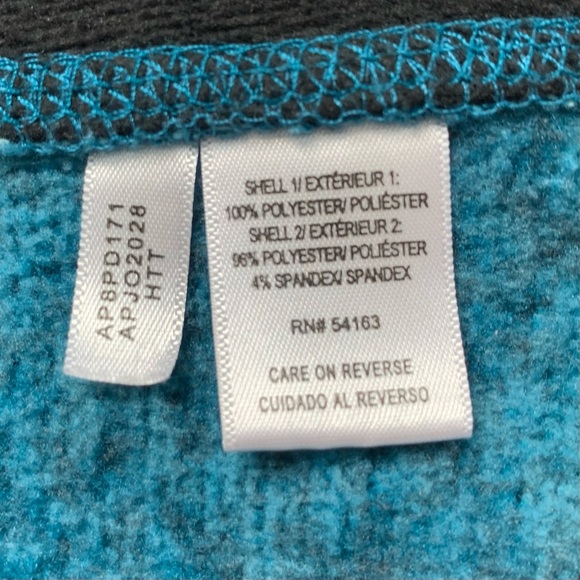 AP8PD171
APJO2028
HTT
SHELL 1/ EXTÉRIEUR 1:
100% POLYESTER/ POLIÉSTER
SHELL 2/ EXTÉRIEUR 2:
96% POLYESTER/ POLIÉSTER
4% SPANDEX/ SPANDEX
RN# 54163
CARE ON REVERSE
CUIDADO AL REVERSO